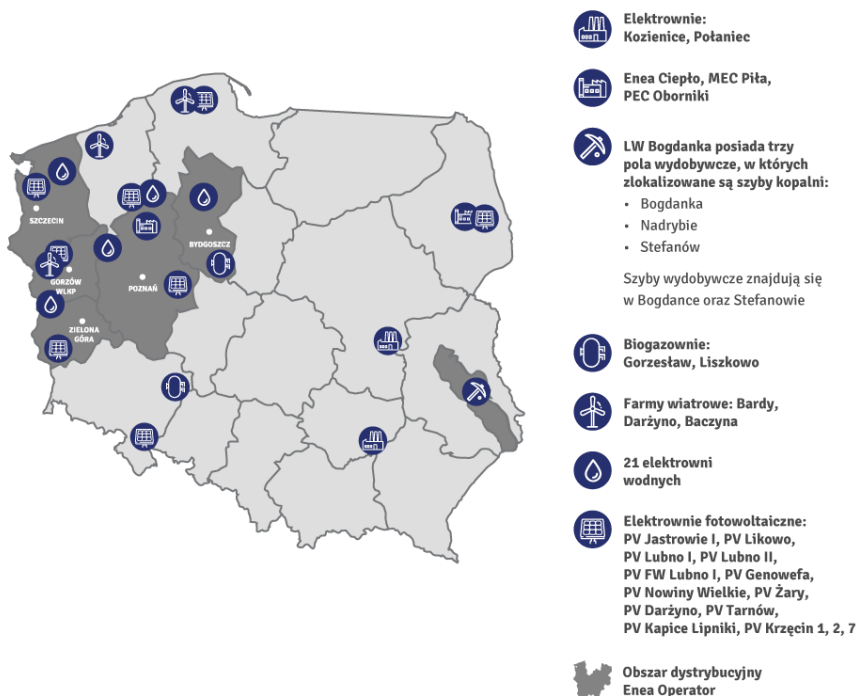 SZCZECIN
BYDGOSZCZ
GORZÓW
WLKP
POZNAŃ
ZIELONA
GÓRA
Elektrownie:
Kozienice, Połaniec
Enea Ciepło, MEC Piła,
PEC Oborniki
LW Bogdanka posiada trzy
pola wydobywcze, w których
zlokalizowane są szyby kopalni:
• Bogdanka
• Nadrybie
• Stefanów
Szyby wydobywcze znajdują się
w Bogdance oraz Stefanowie
Biogazownie:
Gorzesław, Liszkowo
Farmy wiatrowe: Bardy,
Darżyno, Baczyna
21 elektrowni
wodnych
Elektrownie fotowoltaiczne:
PV Jastrowie I, PV Likowo,
PV Lubno I, PV Lubno II,
PV FW Lubno I, PV Genowefa,
PV Nowiny Wielkie, PV Żary,
PV Darżyno, PV Tarnów,
PV Kapice Lipniki, PV Krzęcin 1, 2, 7
Obszar dystrybucyjny
Enea Operator